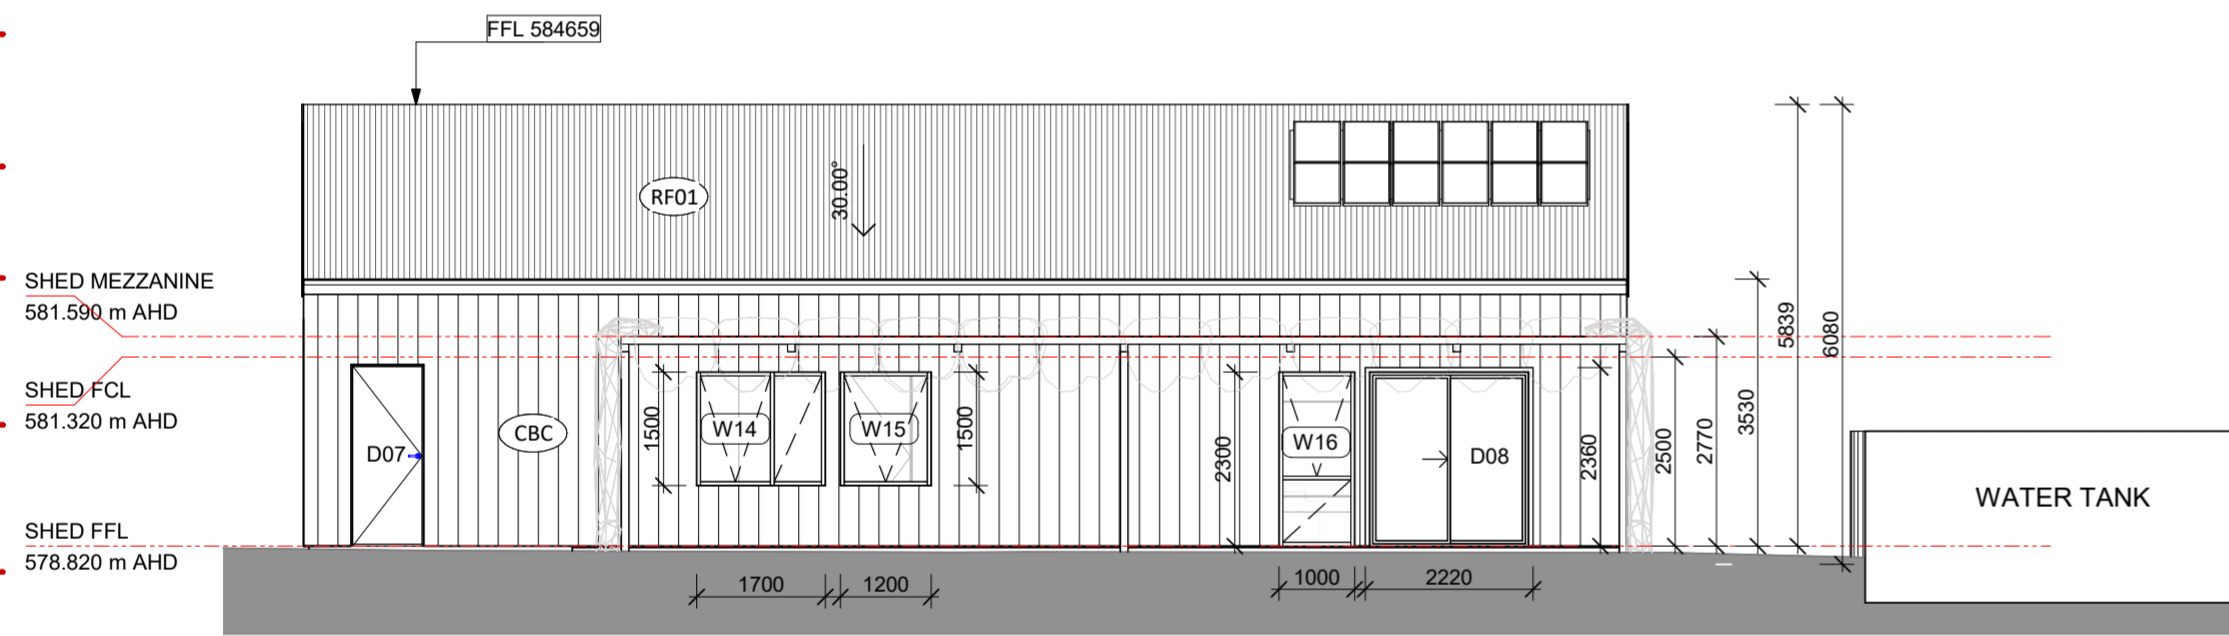 FFL 584659
RF01
30.00°
SHED MEZZANINE
581.590 m AHD
SHED FCL
581.320 m AHD
SHED FFL
578.820 m AHD
D07
CBC
1500
W14
W15
1500
2300
W16
D08
2360
2500
2770
3530
5839
6080
WATER TANK
1700
1200
1000
2220